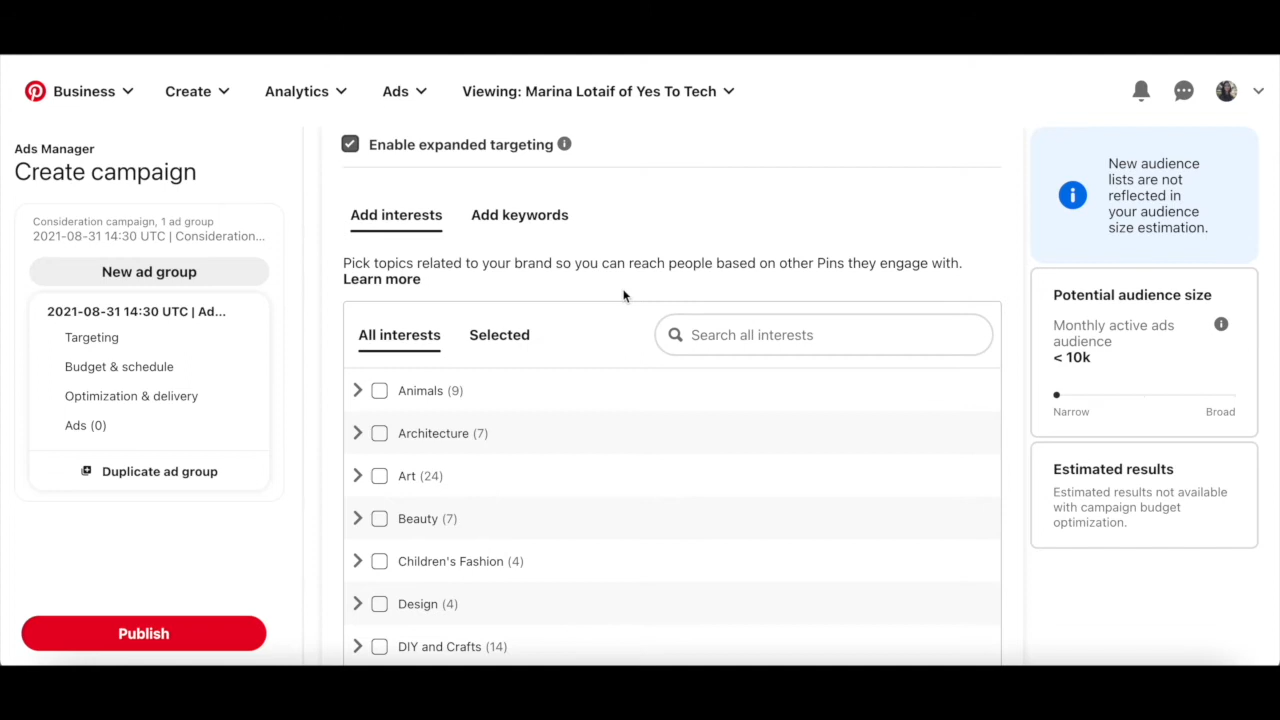 Business
Create
Analytics
Ads
Viewing: Marina Lotaif of Yes To Tech
Ads Manager
Create campaign
Consideration campaign, 1 ad group
2021-08-31 14:30 UTC | Consideration...
New ad group
2021-08-31 14:30 UTC | Ad...
Targeting
Budget & schedule
Optimization & delivery
Ads (0)
Duplicate ad group
Publish
Enable expanded targeting
Add interests
Add keywords
Pick topics related to your brand so you can reach people based on other Pins they engage with.
Learn more
All interests
Selected
Search all interests
Animals (9)
Architecture (7)
Art (24)
Beauty (7)
Children's Fashion (4)
Design (4)
DIY and Crafts (14)
New audience
lists are not
reflected in
your audience
size estimation.
Potential audience size
Monthly active ads
audience
< 10k
Narrow
Broad
Estimated results
Estimated results not available
with campaign budget
optimization.